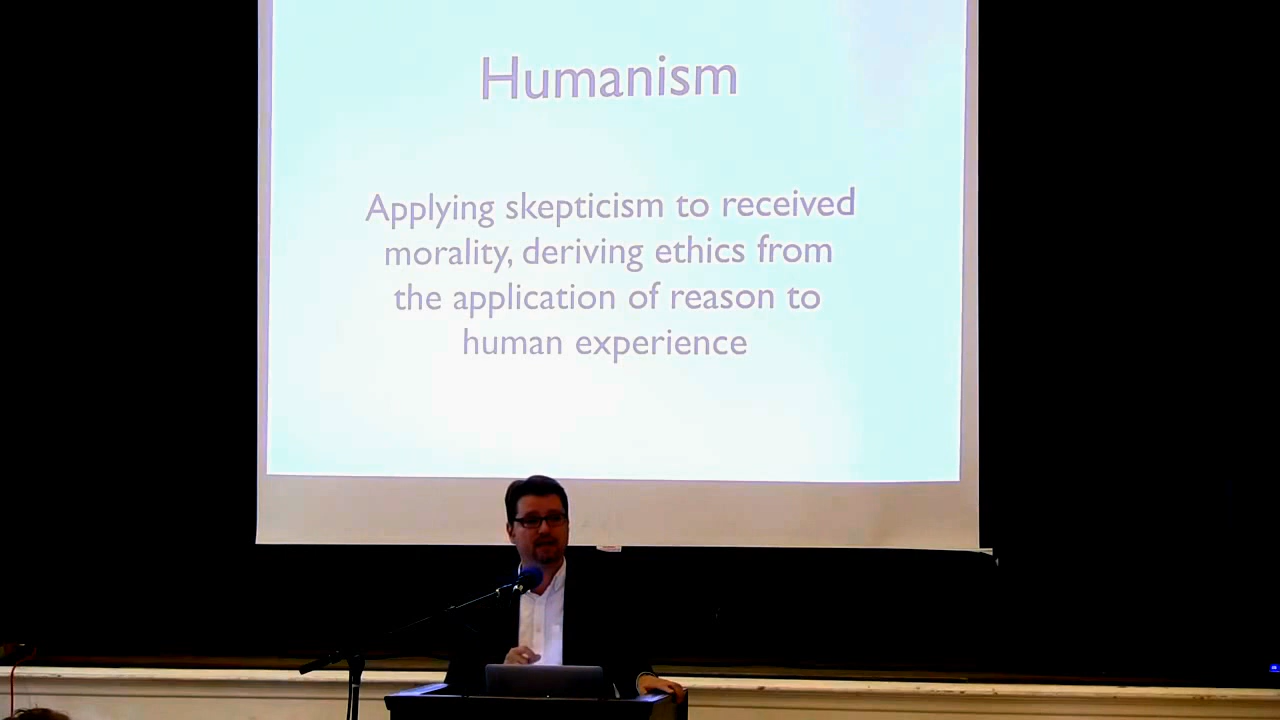 Humanism
Applying skepticism to received
morality, deriving ethics from
the application of reason to
human experience